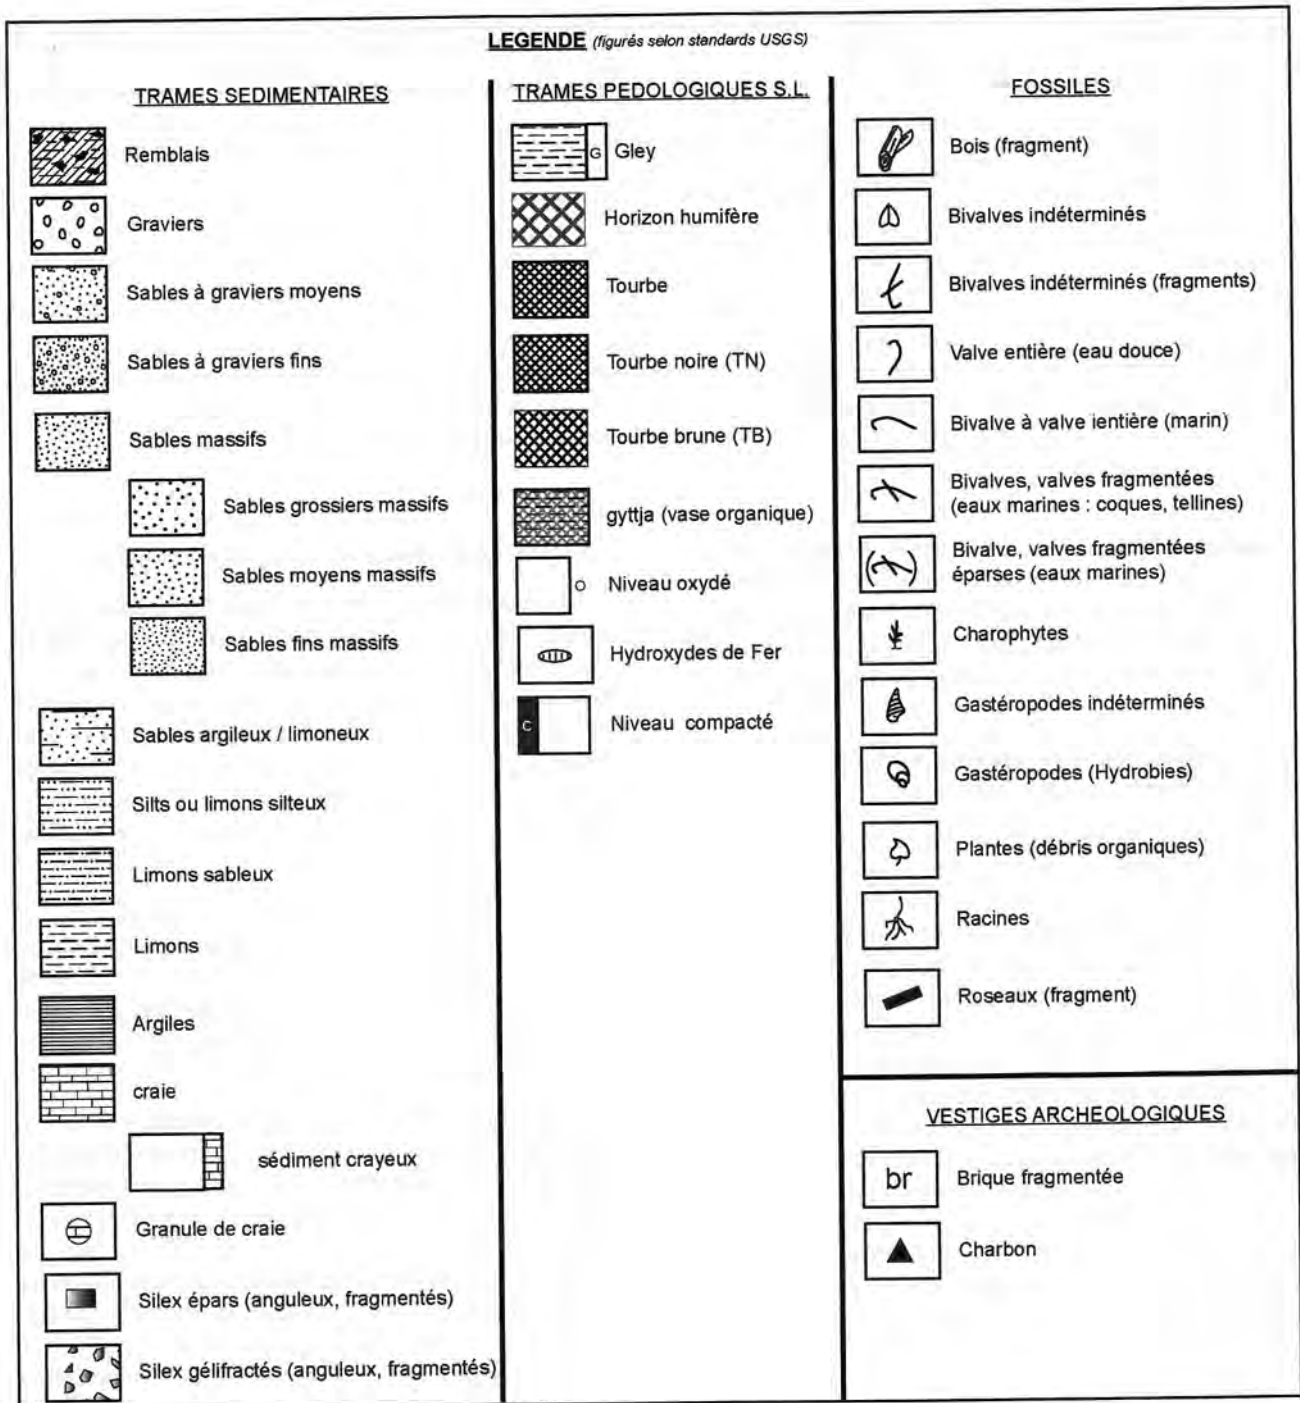 LEGENDE (figurés selon standards USGS)
TRAMES SEDIMENTAIRES
Remblais
Graviers
Sables à graviers moyens
Sables à graviers fins
Sables massifs
Sables grossiers massifs
Sables moyens massifs
Sables fins massifs
Sables argileux / limoneux
Silts ou limons silteux
Limons sableux
Limons
Argiles
craie
sédiment crayeux
Granule de craie
Silex épars (anguleux, fragmentés)
Silex gélifractés (anguleux, fragmentés)
TRAMES PEDOLOGIQUES S.L.
G Gley
Horizon humifère
Tourbe
Tourbe noire (TN)
Tourbe brune (TB)
gyttja (vase organique)
O Niveau oxydé
Hydroxydes de Fer
C Niveau compacté
FOSSILES
Bois (fragment)
Bivalves indéterminés
Bivalves indéterminés (fragments)
Valve entière (eau douce)
Bivalve à valve ientière (marin)
Bivalves, valves fragmentées
(eaux marines : coques, tellines)
Bivalve, valves fragmentées
éparses (eaux marines)
Charophytes
Gastéropodes indéterminés
Gastéropodes (Hydrobies)
Plantes (débris organiques)
Racines
Roseaux (fragment)
VESTIGES ARCHEOLOGIQUES
br Brique fragmentée
Charbon